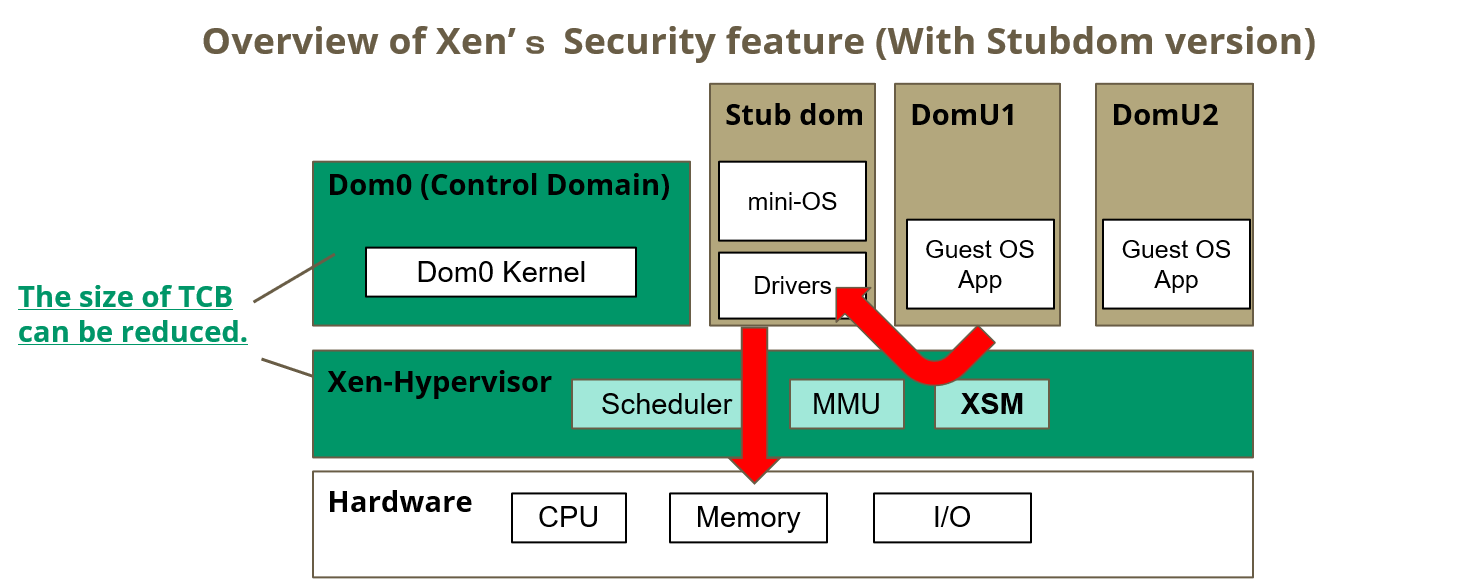 Overview of Xen’ｓ Security feature (With Stubdom version)
Stub dom
DomU1
DomU2
mini-OS
Drivers
Guest OS
App
Guest OS
App
Dom0 (Control Domain)
Dom0 Kernel
The size of TCB
can be reduced.
Xen-Hypervisor
Scheduler
MMU
XSM
Hardware
CPU
Memory
I/O